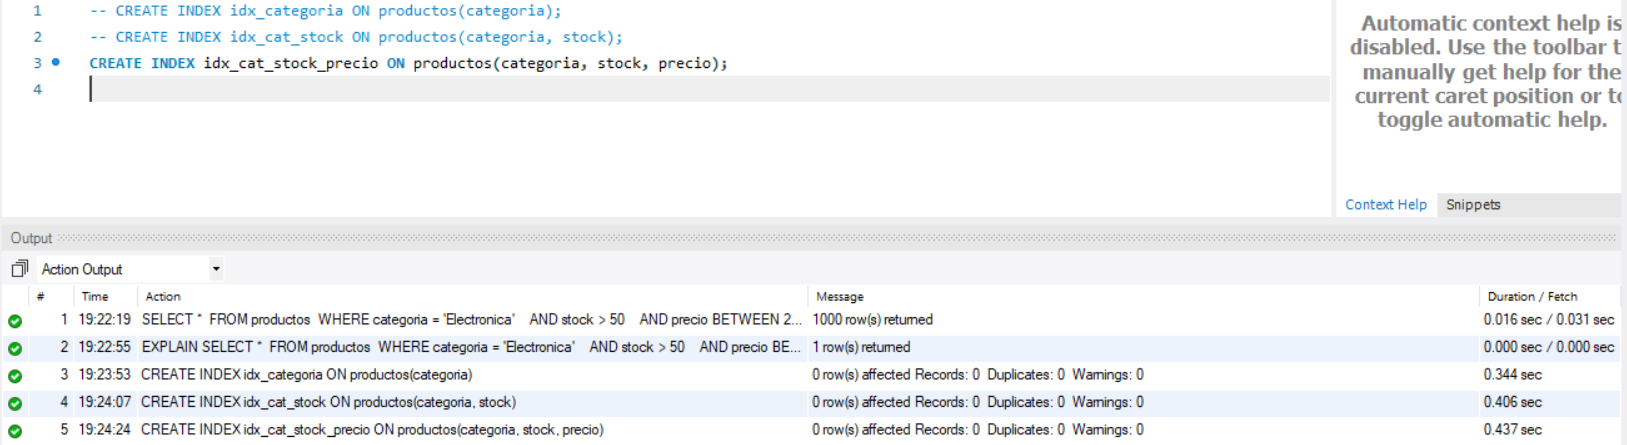 1 -- CREATE INDEX idx_categoria ON productos(categoria);
2 -- CREATE INDEX idx_cat_stock ON productos(categoria, stock);
3 CREATE INDEX idx_cat_stock_precio ON productos(categoria, stock, precio);
4
Automatic context help is
disabled. Use the toolbar t
manually get help for the
current caret position or to
toggle automatic help.
Context Help Snippets
Output
Action Output
# Time Action Message Duration / Fetch
1 19:22:19 SELECT * FROM productos WHERE categoria = 'Electronica' AND stock > 50 AND precio BETWEEN 2... 1000 row(s) returned 0.016 sec / 0.031 sec
2 19:22:55 EXPLAIN SELECT * FROM productos WHERE categoria = 'Electronica' AND stock > 50 AND precio BE... 1 row(s) returned 0.000 sec / 0.000 sec
3 19:23:53 CREATE INDEX idx_categoria ON productos(categoria) 0 row(s) affected Records: 0 Duplicates: 0 Warnings: 0 0.344 sec
4 19:24:07 CREATE INDEX idx_cat_stock ON productos(categoria, stock) 0 row(s) affected Records: 0 Duplicates: 0 Warnings: 0 0.406 sec
5 19:24:24 CREATE INDEX idx_cat_stock_precio ON productos(categoria, stock, precio) 0 row(s) affected Records: 0 Duplicates: 0 Warnings: 0 0.437 sec